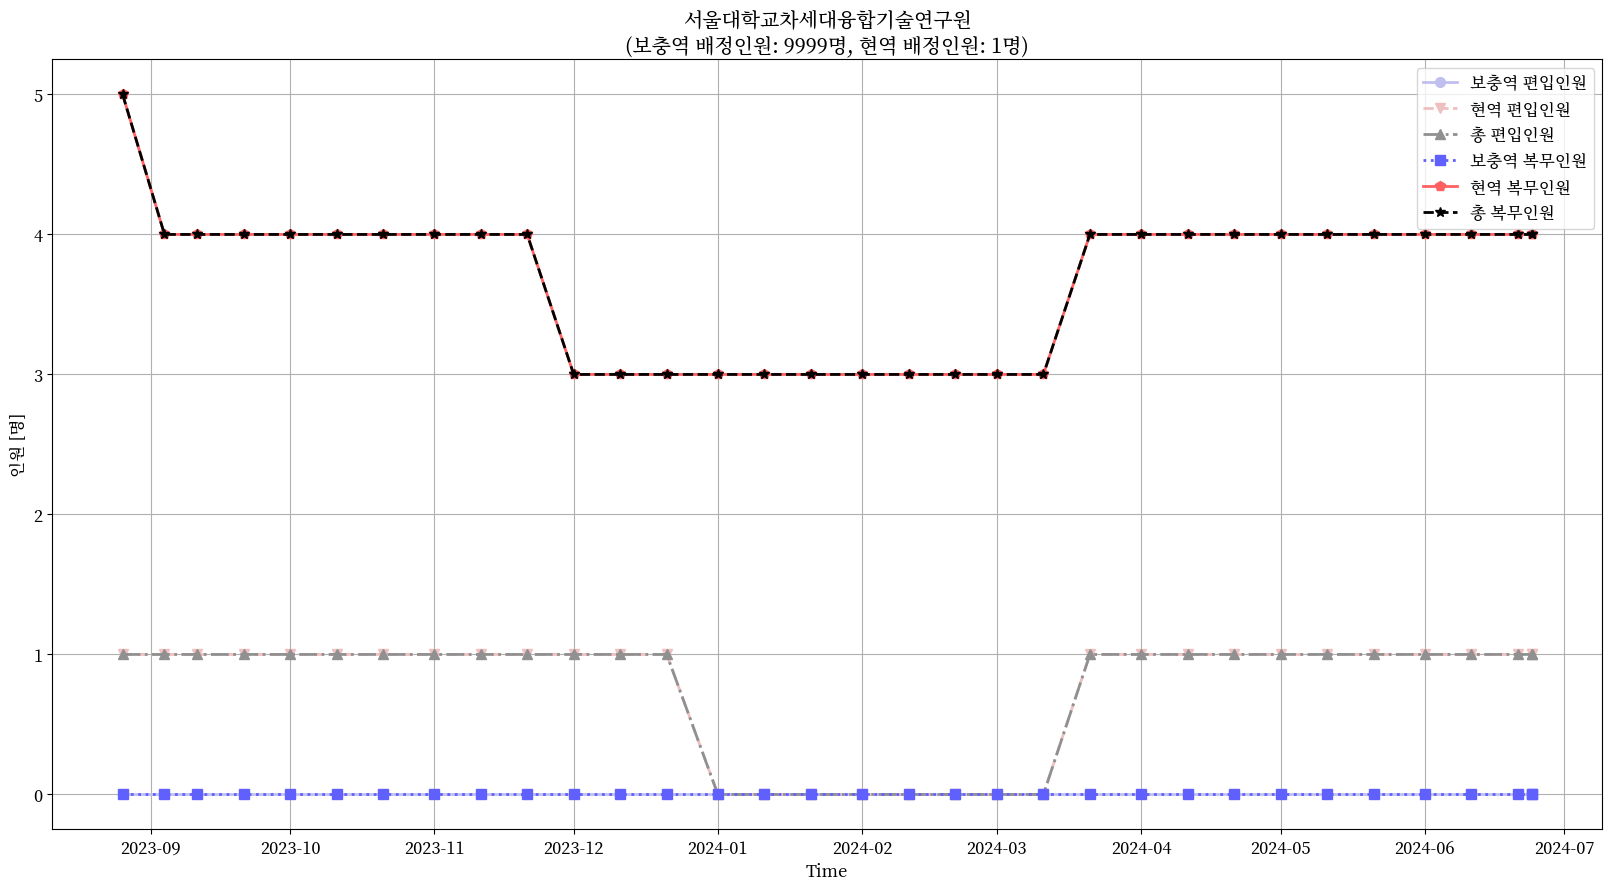 서울대학교차세대융합기술연구원
(보충역 배정인원: 9999명, 현역 배정인원: 1명)
보충역 편입인원
현역 편입인원
총 편입인원
보충역 복무인원
현역 복무인원
총 복무인원
인원 [명]
5
4
3
2
1
0
2023-09 2023-10 2023-11 2023-12 2024-01 2024-02 2024-03 2024-04 2024-05 2024-06 2024-07
Time